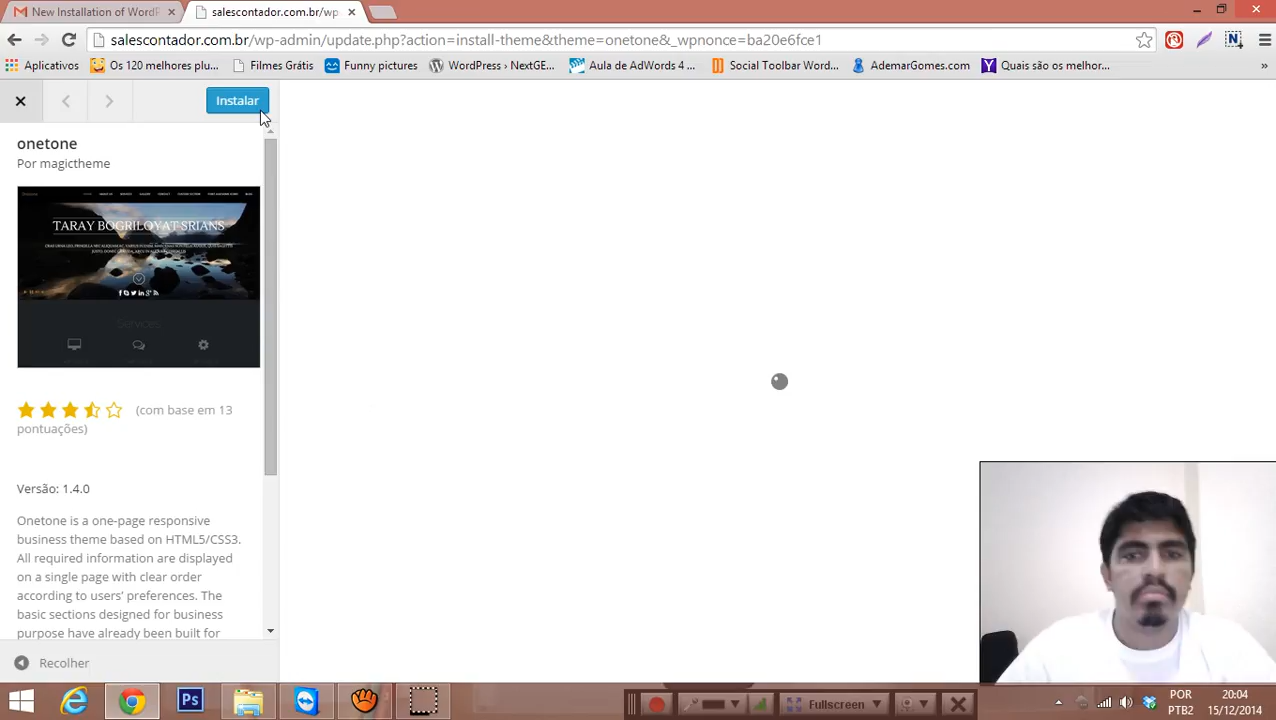 New Installation of WordP
salescontador.com.br/wp-
salescontador.com.br/wp-admin/update.php?action=install-theme&theme=onetone&_wpnonce=ba20e6fce1
Aplicativos
Os 120 melhores plu...
Filmes Grátis
Funny pictures
WordPress › NextGE...
Aula de AdWords 4 ...
Social Toolbar Wor...
AdemarGomes.com
Quais são os melhor...
»
Instalar
onetone
Por magictheme
TARAY BOGRILOYAT SRIANS
Services
(com base em 13
pontuações)
Versão: 1.4.0
Onetone is a one-page responsive
business theme based on HTML5/CSS3.
All required information are displayed
on a single page with clear order
according to users' preferences. The
basic sections designed for business
purpose have already been built for
Recolher
Fullscreen
POR
PTB2
20:04
15/12/2014